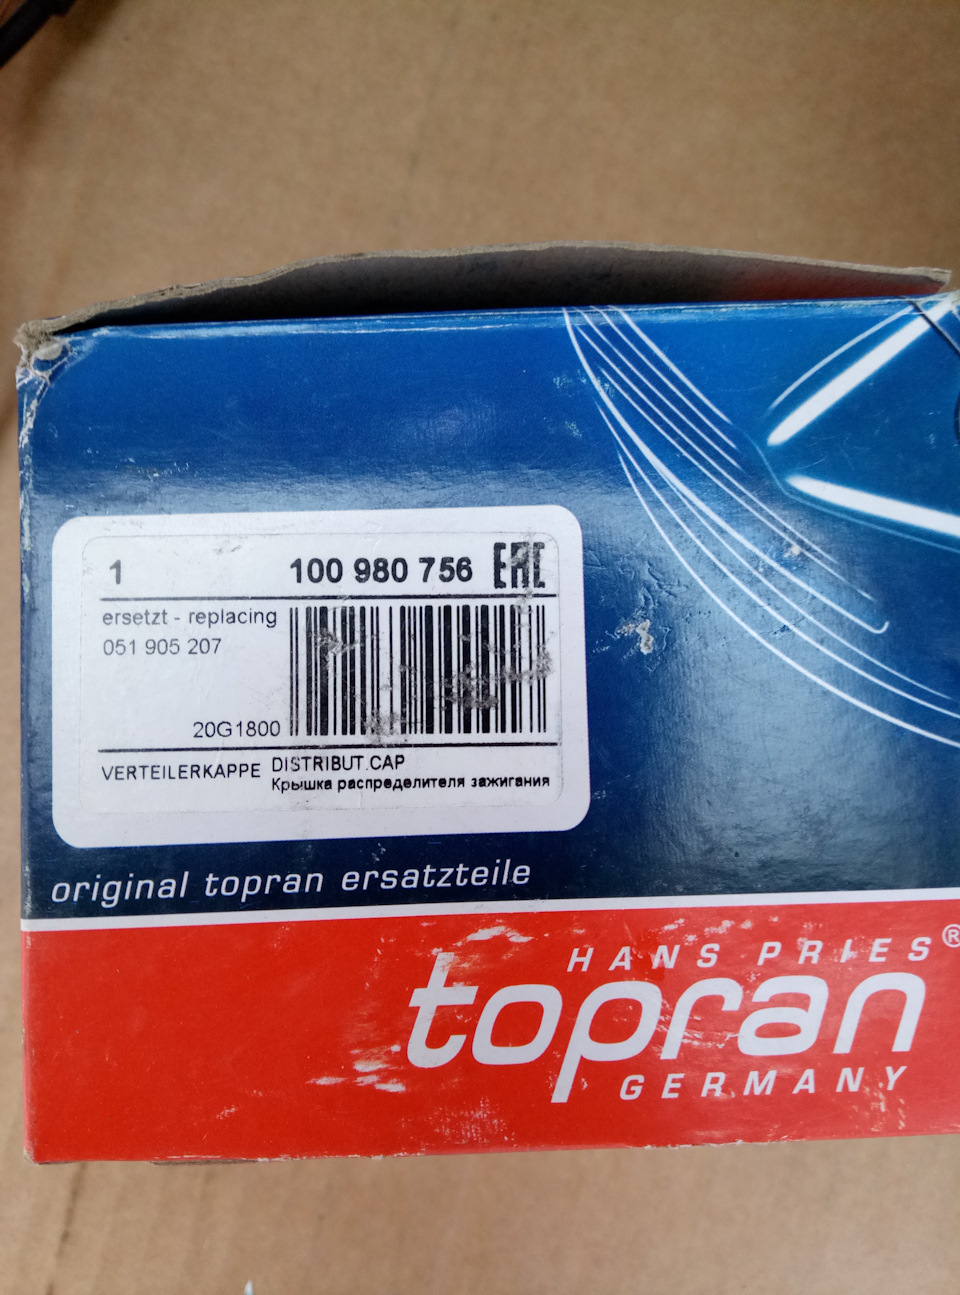 1 100 980 756 EAC
ersetzt - replacing
051 905 207
20G1800
VERTEILERKAPPE DISTRIBUT.CAP
Крышка распределителя зажигания
original topran ersatzteile
HANS PRIES ®
topran
GERMANY